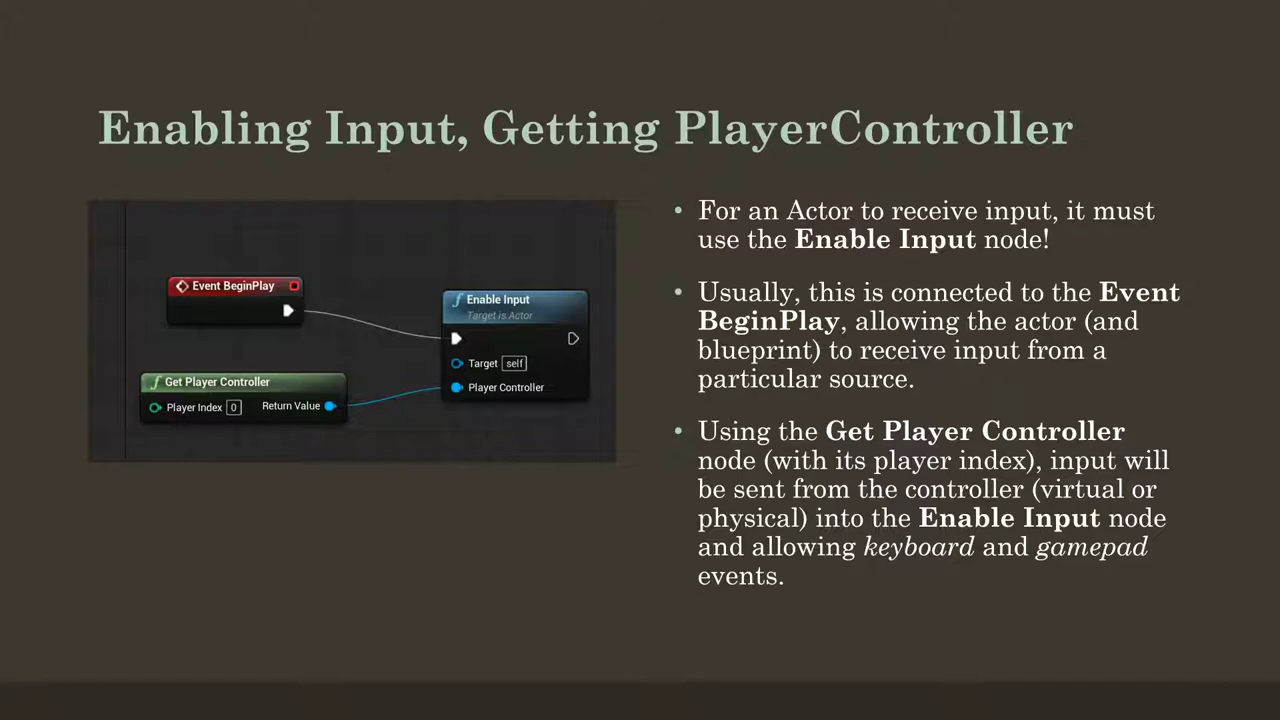 Enabling Input, Getting PlayerController
Event BeginPlay
Enable Input
Target is Actor
Target self
Player Controller
Get Player Controller
Player Index 0 Return Value
• For an Actor to receive input, it must
use the Enable Input node!
• Usually, this is connected to the Event
BeginPlay, allowing the actor (and
blueprint) to receive input from a
particular source.
• Using the Get Player Controller
node (with its player index), input will
be sent from the controller (virtual or
physical) into the Enable Input node
and allowing keyboard and gamepad
events.